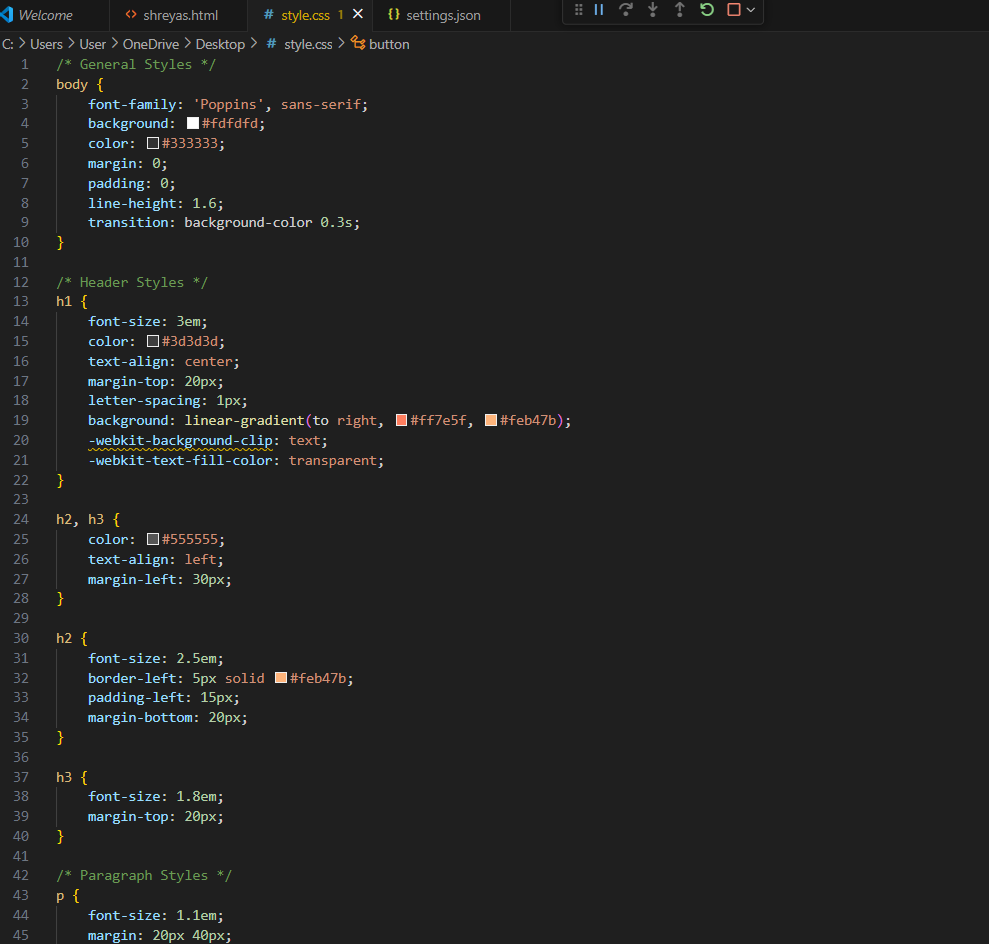 Welcome
shreyas.html
style.css 1
settings.json
C: > Users > User > OneDrive > Desktop > # style.css > button
1 /* General Styles */
2 body {
3     font-family: 'Poppins', sans-serif;
4     background: #fdfdfd;
5     color: #333333;
6     margin: 0;
7     padding: 0;
8     line-height: 1.6;
9     transition: background-color 0.3s;
10 }
11
12 /* Header Styles */
13 h1 {
14     font-size: 3em;
15     color: #3d3d3d;
16     text-align: center;
17     margin-top: 20px;
18     letter-spacing: 1px;
19     background: linear-gradient(to right, #ff7e5f, #feb47b);
20     -webkit-background-clip: text;
21     -webkit-text-fill-color: transparent;
22 }
23
24 h2, h3 {
25     color: #555555;
26     text-align: left;
27     margin-left: 30px;
28 }
29
30 h2 {
31     font-size: 2.5em;
32     border-left: 5px solid #feb47b;
33     padding-left: 15px;
34     margin-bottom: 20px;
35 }
36
37 h3 {
38     font-size: 1.8em;
39     margin-top: 20px;
40 }
41
42 /* Paragraph Styles */
43 p {
44     font-size: 1.1em;
45     margin: 20px 40px;